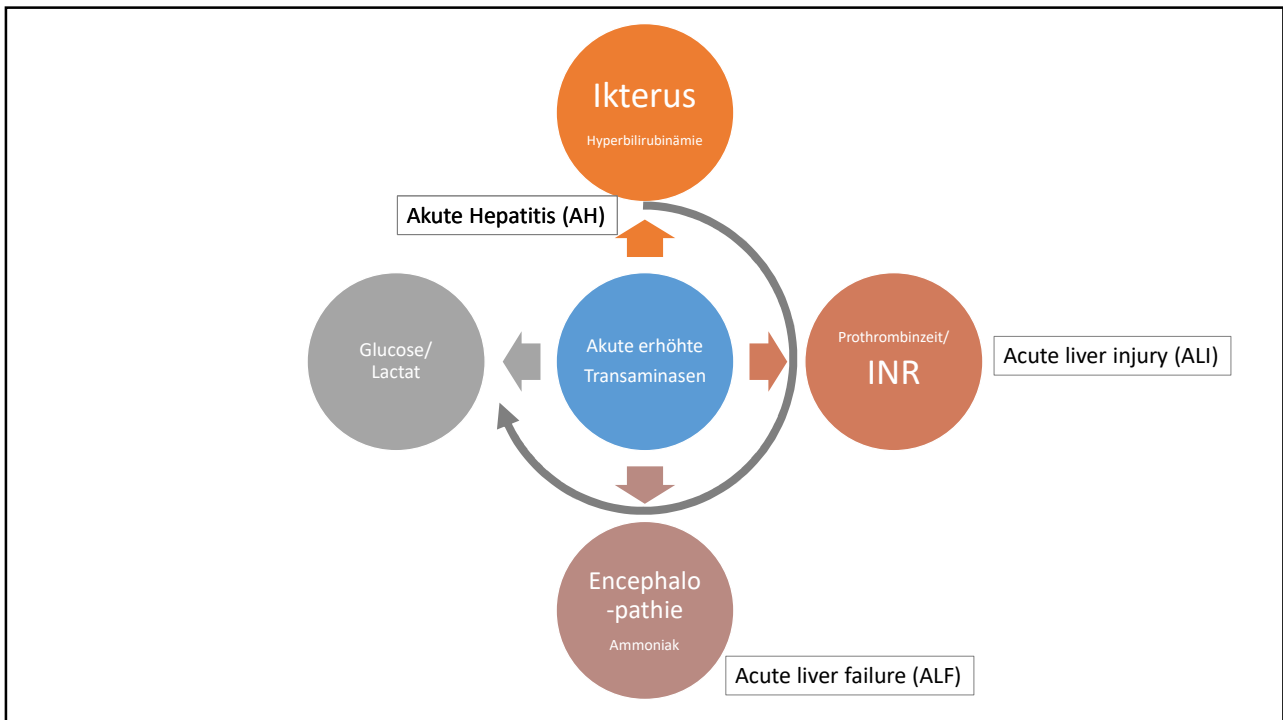 Ikterus
Hyperbilirubinämie
Akute Hepatitis (AH)
Glucose/
Lactat
Akute erhöhte
Transaminasen
Prothrombinzeit/
INR
Acute liver injury (ALI)
Encephalo
-pathie
Ammoniak
Acute liver failure (ALF)